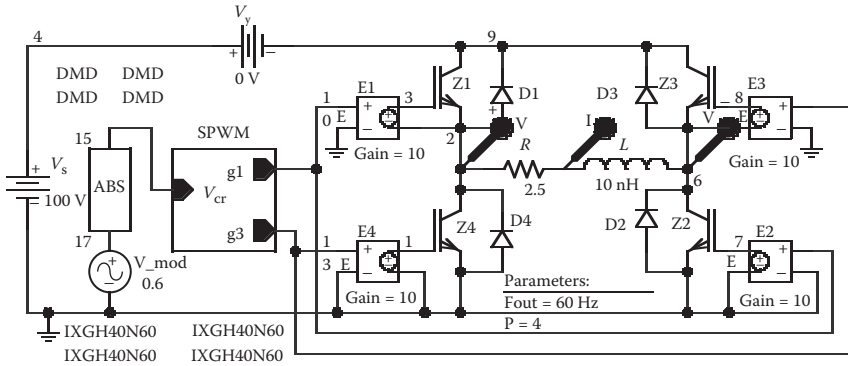 V_y
4
+ −
9
0 V
DMD DMD
DMD DMD
Z1
D1
D3
Z3
E1
E3
1
0
E
+
−
3
+
V
I
V
−
8
E
+
−
15
SPWM
2
R
L
Gain = 10
Gain = 10
V_s
+
−
100 V
ABS
g1
V_cr
2.5
10 nH
6
g3
17
V_mod
0.6
+
−
E4
1
3
E
+
−
1
Z4
D4
D2
Z2
E2
7
E
+
−
Gain = 10
Parameters:
Fout = 60 Hz
P = 4
Gain = 10
IXGH40N60 IXGH40N60
IXGH40N60 IXGH40N60